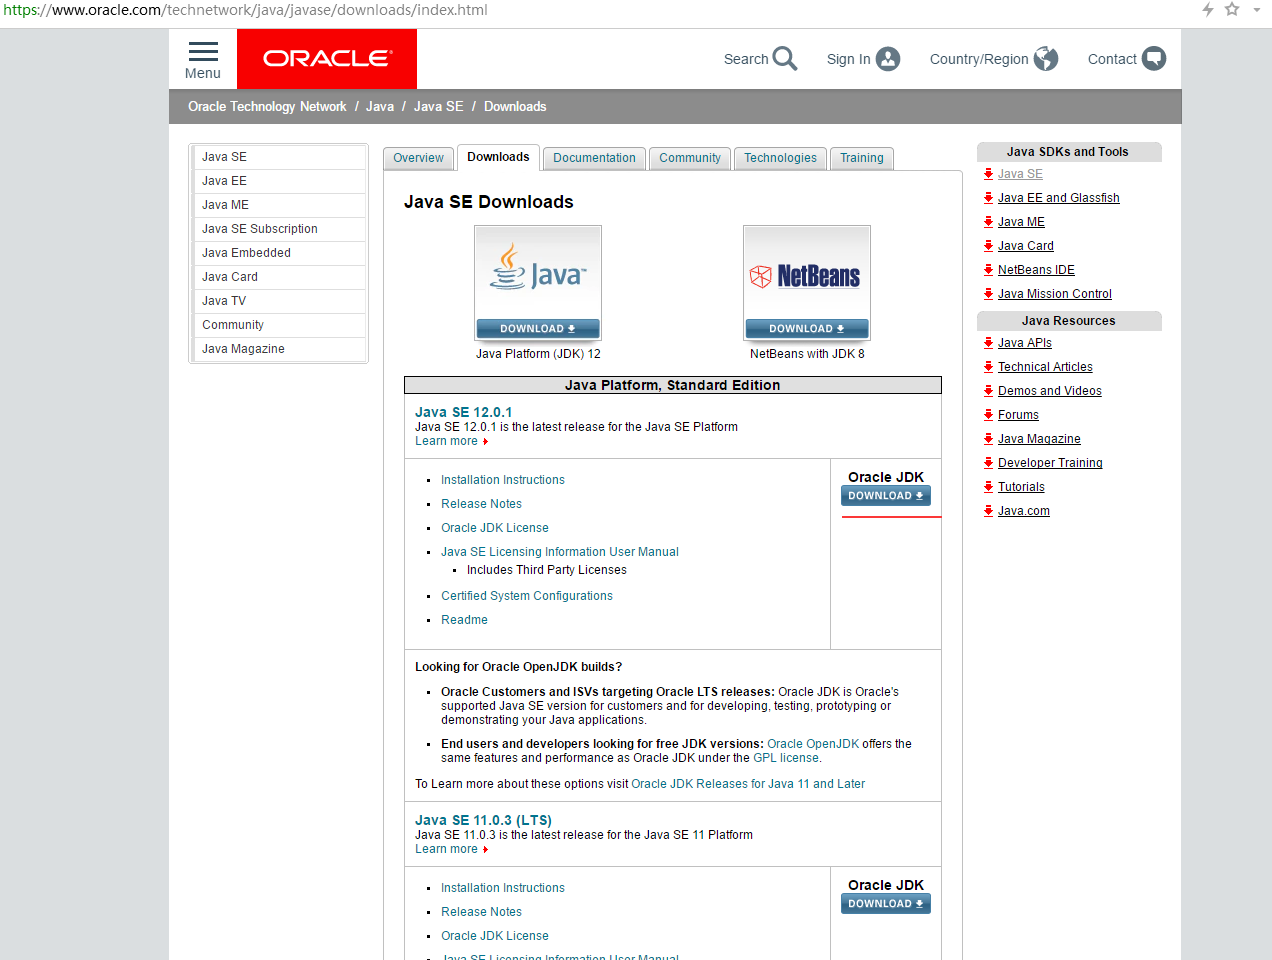 https://www.oracle.com/technetwork/java/javase/downloads/index.html
Menu
ORACLE
Search
Sign In
Country/Region
Contact
Oracle Technology Network / Java / Java SE / Downloads
Java SE
Java EE
Java ME
Java SE Subscription
Java Embedded
Java Card
Java TV
Community
Java Magazine
Overview
Downloads
Documentation
Community
Technologies
Training
Java SE Downloads
Java™
DOWNLOAD
Java Platform (JDK) 12
NetBeans
DOWNLOAD
NetBeans with JDK 8
Java Platform, Standard Edition
Java SE 12.0.1
Java SE 12.0.1 is the latest release for the Java SE Platform
Learn more
Installation Instructions
Release Notes
Oracle JDK License
Java SE Licensing Information User Manual
Includes Third Party Licenses
Certified System Configurations
Readme
Oracle JDK
DOWNLOAD
Looking for Oracle OpenJDK builds?
Oracle Customers and ISVs targeting Oracle LTS releases: Oracle JDK is Oracle's
supported Java SE version for customers and for developing, testing, prototyping or
demonstrating your Java applications.
End users and developers looking for free JDK versions: Oracle OpenJDK offers the
same features and performance as Oracle JDK under the GPL license.
To Learn more about these options visit Oracle JDK Releases for Java 11 and Later
Java SE 11.0.3 (LTS)
Java SE 11.0.3 is the latest release for the Java SE 11 Platform
Learn more
Installation Instructions
Release Notes
Oracle JDK License
Java SE Licensing Information User Manual
Oracle JDK
DOWNLOAD
Java SDKs and Tools
Java SE
Java EE and Glassfish
Java ME
Java Card
NetBeans IDE
Java Mission Control
Java Resources
Java APIs
Technical Articles
Demos and Videos
Forums
Java Magazine
Developer Training
Tutorials
Java.com